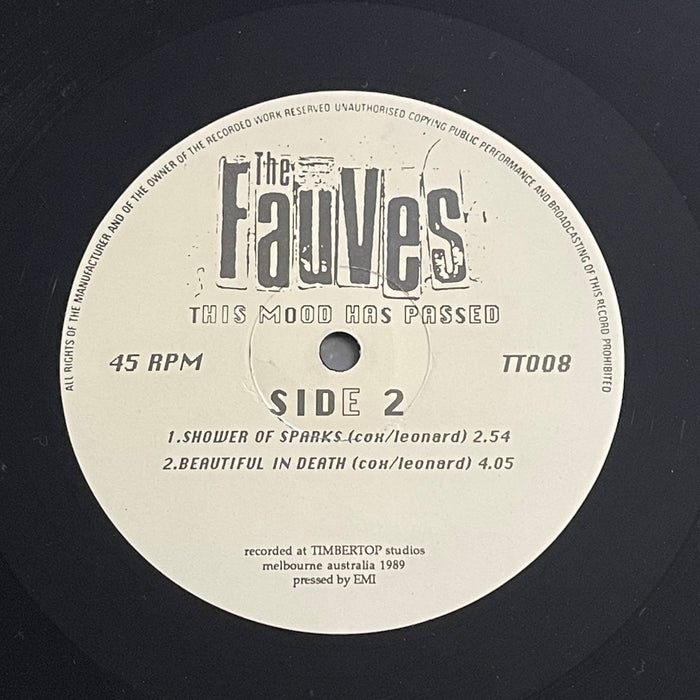 ALL RIGHTS OF THE MANUFACTURER AND OF THE OWNER OF THE RECORDED WORK RESERVED UNAUTHORISED COPYING PUBLIC PERFORMANCE AND BROADCASTING OF THIS RECORD PROHIBITED
The
Fauves
THIS MOOD HAS PASSED
45 RPM
TT008
SIDE 2
1.SHOWER OF SPARKS (cox/leonard) 2.54
2.BEAUTIFUL IN DEATH (cox/leonard) 4.05
recorded at TIMBERTOP studios
melbourne australia 1989
pressed by EMI